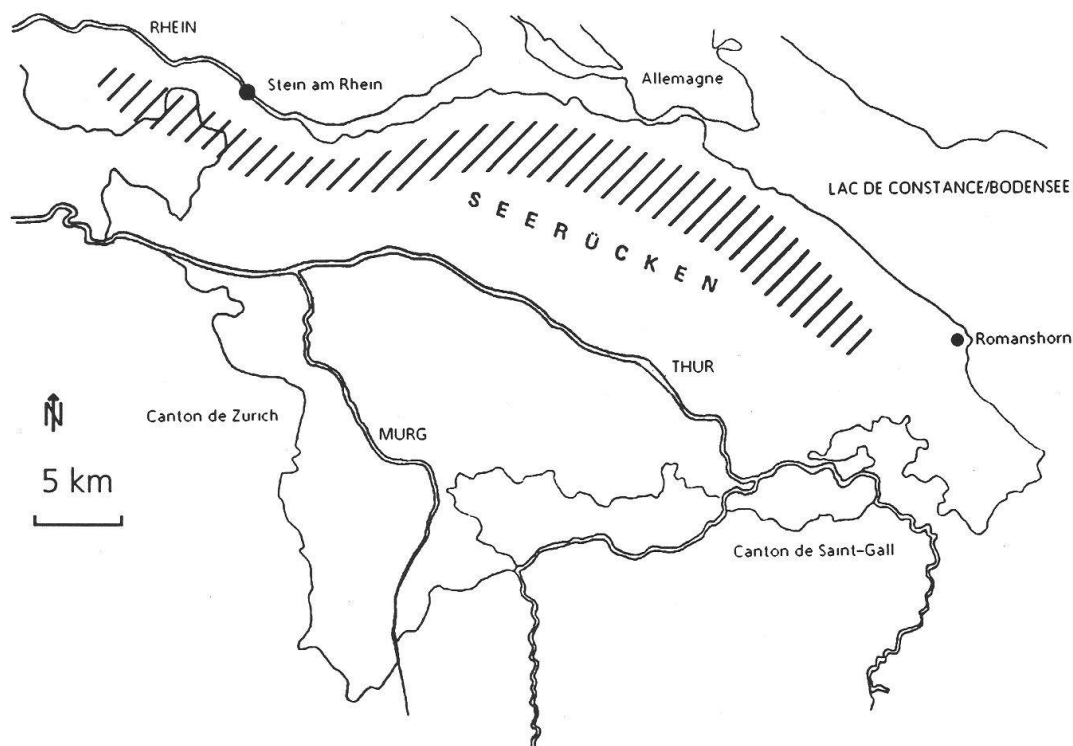 RHEIN
Stein am Rhein
Allemagne
LAC DE CONSTANCE/BODENSEE
SEERÜCKEN
Romanshorn
THUR
Canton de Zurich
MURG
N
5 km
Canton de Saint-Gall